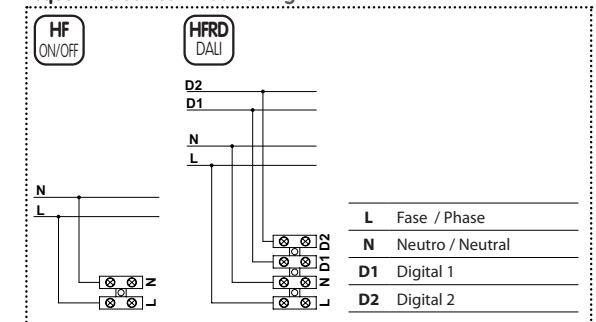 HF
ON/OFF
HFRD
DALI
D2
D1
N
L
N
L
N
L
D2
D1
N
L
L Fase / Phase
N Neutro / Neutral
D1 Digital 1
D2 Digital 2